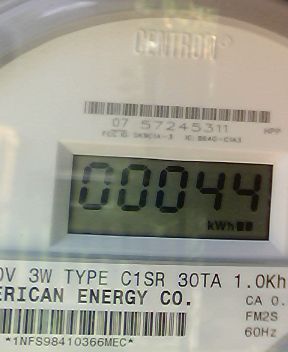 CENTRON®
07 57245311 HPP
00044
kWh
0V 3W TYPE C1SR 30TA 1.0Kh
ERICAN ENERGY CO.
CA 0.
FM2S
60Hz
*1NFS98410366MEC*